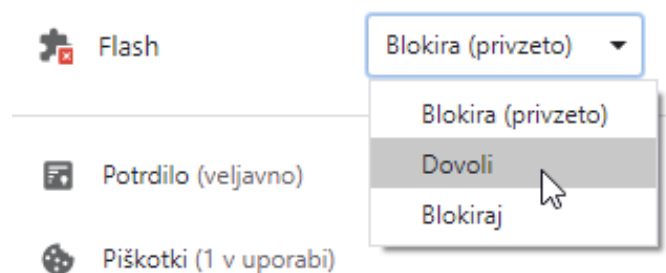 Flash
Blokira (privzeto)
Blokira (privzeto)
Dovoli
Blokiraj
Potrdilo (veljavno)
Piškotki (1 v uporabi)